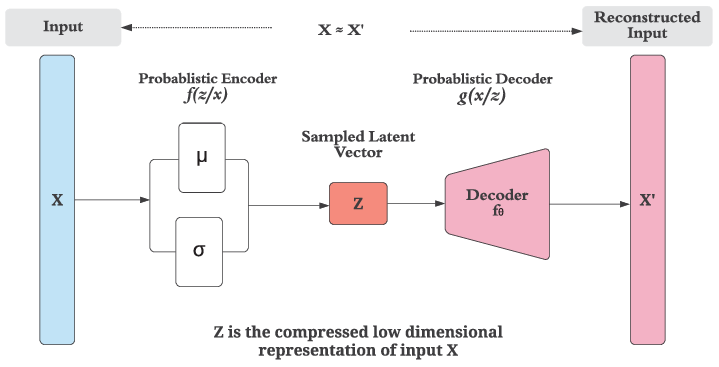 Input
X ≈ X'
Reconstructed
Input
Probablistic Encoder
f(z/x)
Probablistic Decoder
g(x/z)
μ
Sampled Latent
Vector
X
Z
Decoder
fθ
X'
σ
Z is the compressed low dimensional
representation of input X